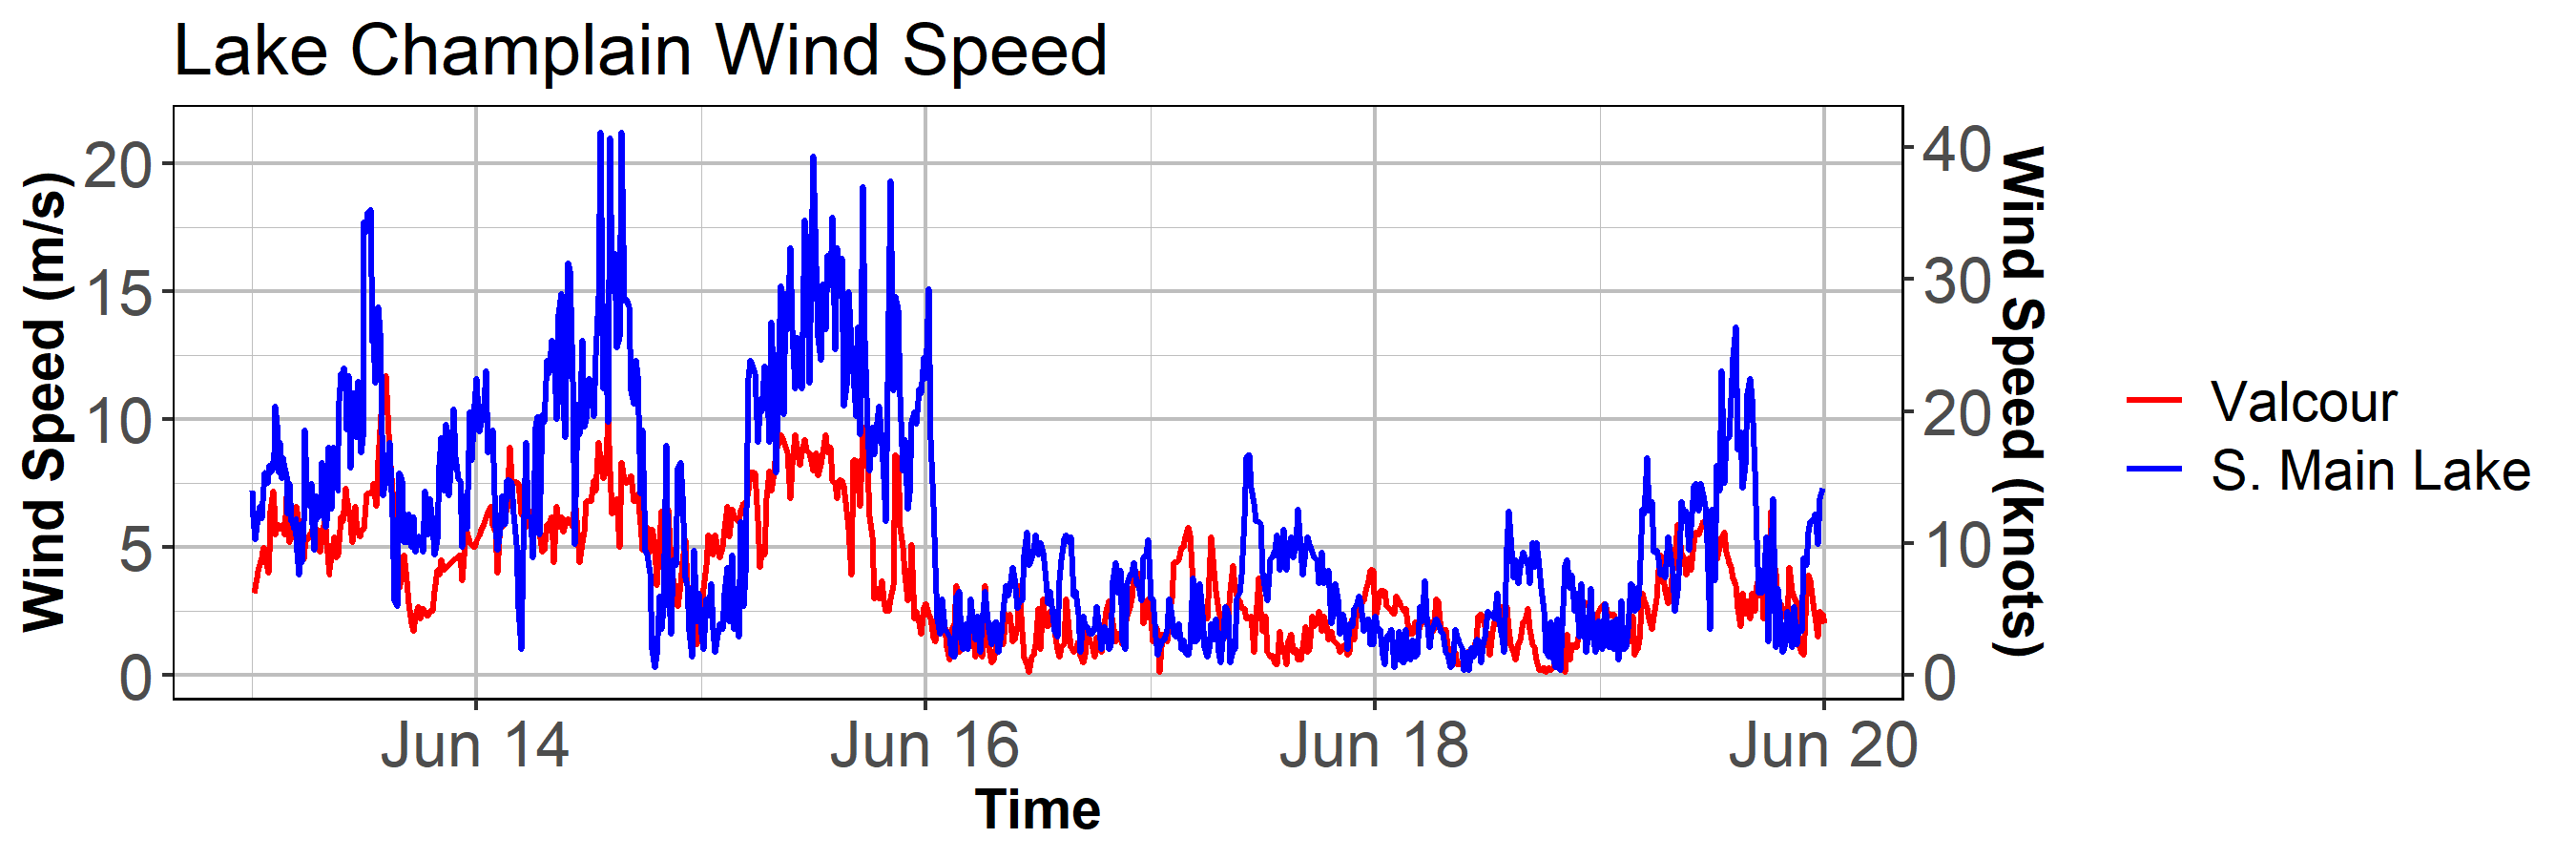 Lake Champlain Wind Speed
Wind Speed (m/s)
20
15
10
5
0
40
30
20
10
0
Wind Speed (knots)
Jun 14
Jun 16
Jun 18
Jun 20
Time
Valcour
S. Main Lake